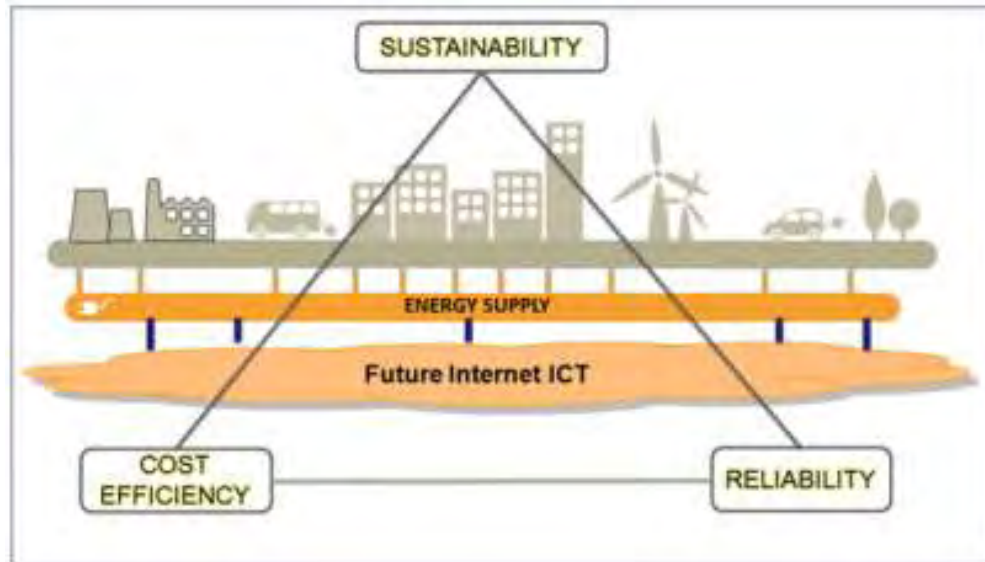 SUSTAINABILITY
ENERGY SUPPLY
Future Internet ICT
COST
EFFICIENCY
RELIABILITY